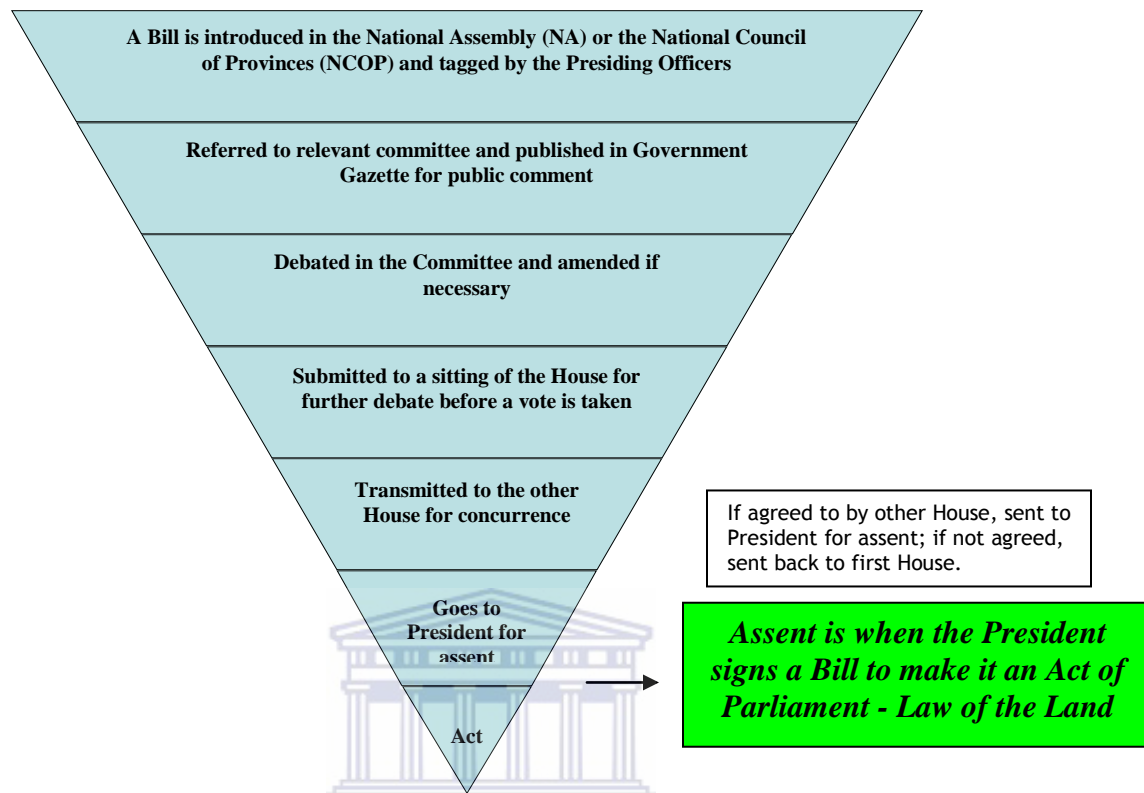 A Bill is introduced in the National Assembly (NA) or the National Council
of Provinces (NCOP) and tagged by the Presiding Officers
Referred to relevant committee and published in Government
Gazette for public comment
Debated in the Committee and amended if
necessary
Submitted to a sitting of the House for
further debate before a vote is taken
Transmitted to the other
House for concurrence
If agreed to by other House, sent to
President for assent; if not agreed,
sent back to first House.
Goes to
President for
assent
Assent is when the President
signs a Bill to make it an Act of
Parliament - Law of the Land
Act